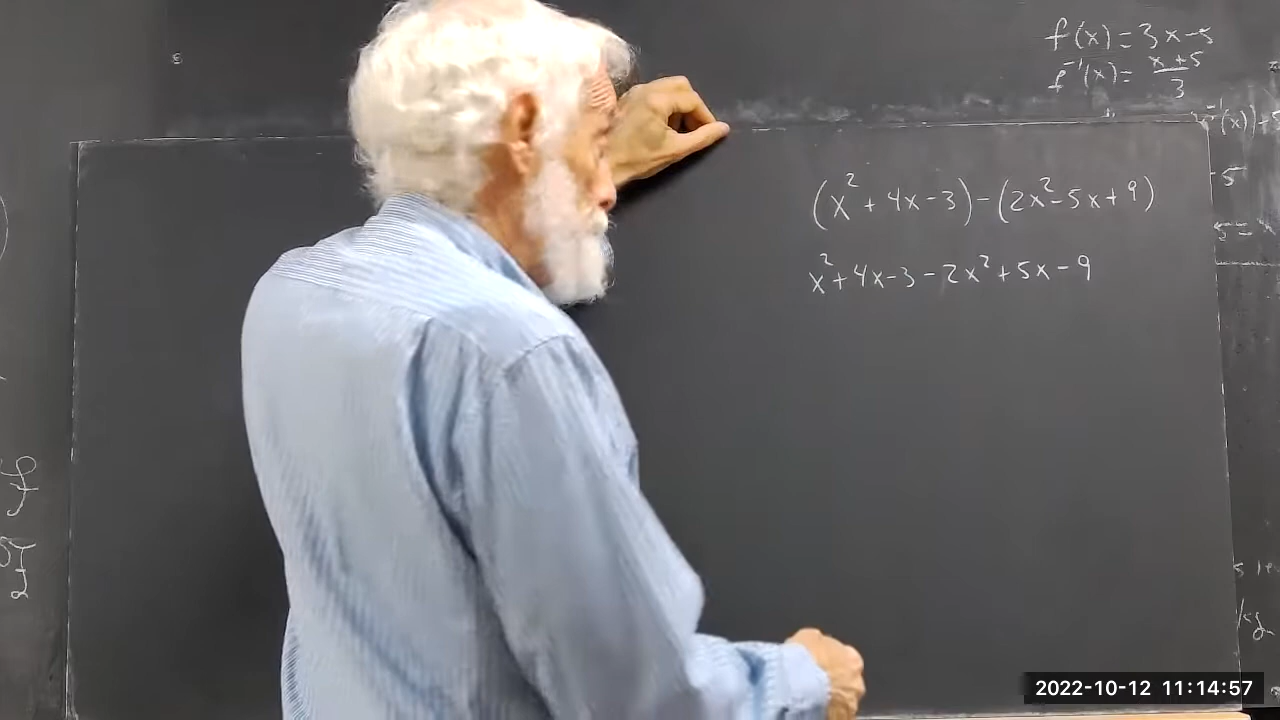 f(x) = 3x-5
f⁻¹(x) = (x+5)/3
(x² + 4x - 3) - (2x² - 5x + 9)
x² + 4x - 3 - 2x² + 5x - 9
2022-10-12 11:14:57